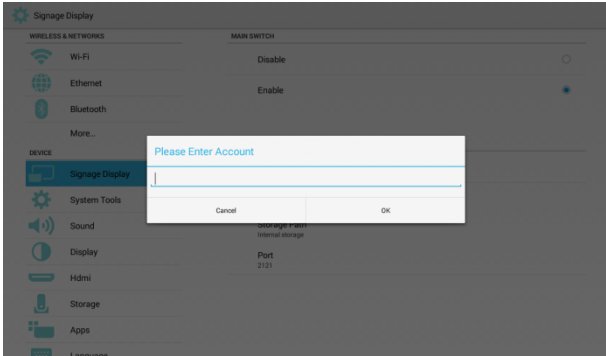 Signage Display
WIRELESS & NETWORKS
Wi-Fi
Ethernet
Bluetooth
More...
DEVICE
Signage Display
System Tools
Sound
Display
Hdmi
Storage
Apps
Language
MAIN SWITCH
Disable
Enable
Please Enter Account
Cancel
OK
Storage Path
Internal storage
Port
2121